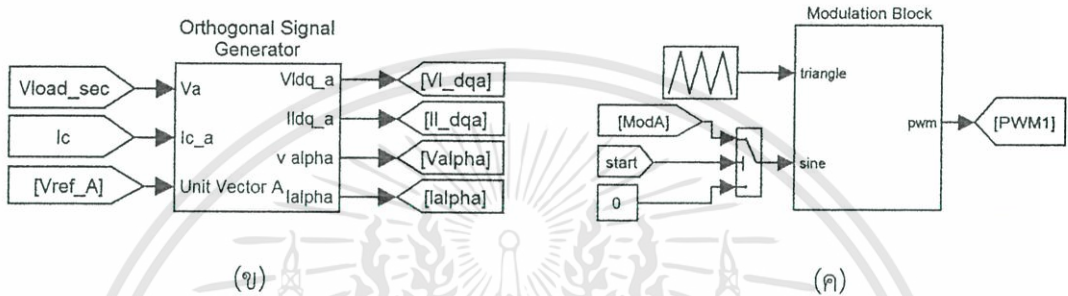 Orthogonal Signal
Generator
Vload_sec
Ic
[Vref_A]
Va
Ic_a
Unit Vector A
Vldq_a
Ildq_a
v alpha
Ialpha
[Vl_dqa]
[Il_dqa]
[Valpha]
[Ialpha]
(ข)
Modulation Block
[ModA]
start
0
triangle
sine
pwm
[PWM1]
(ค)